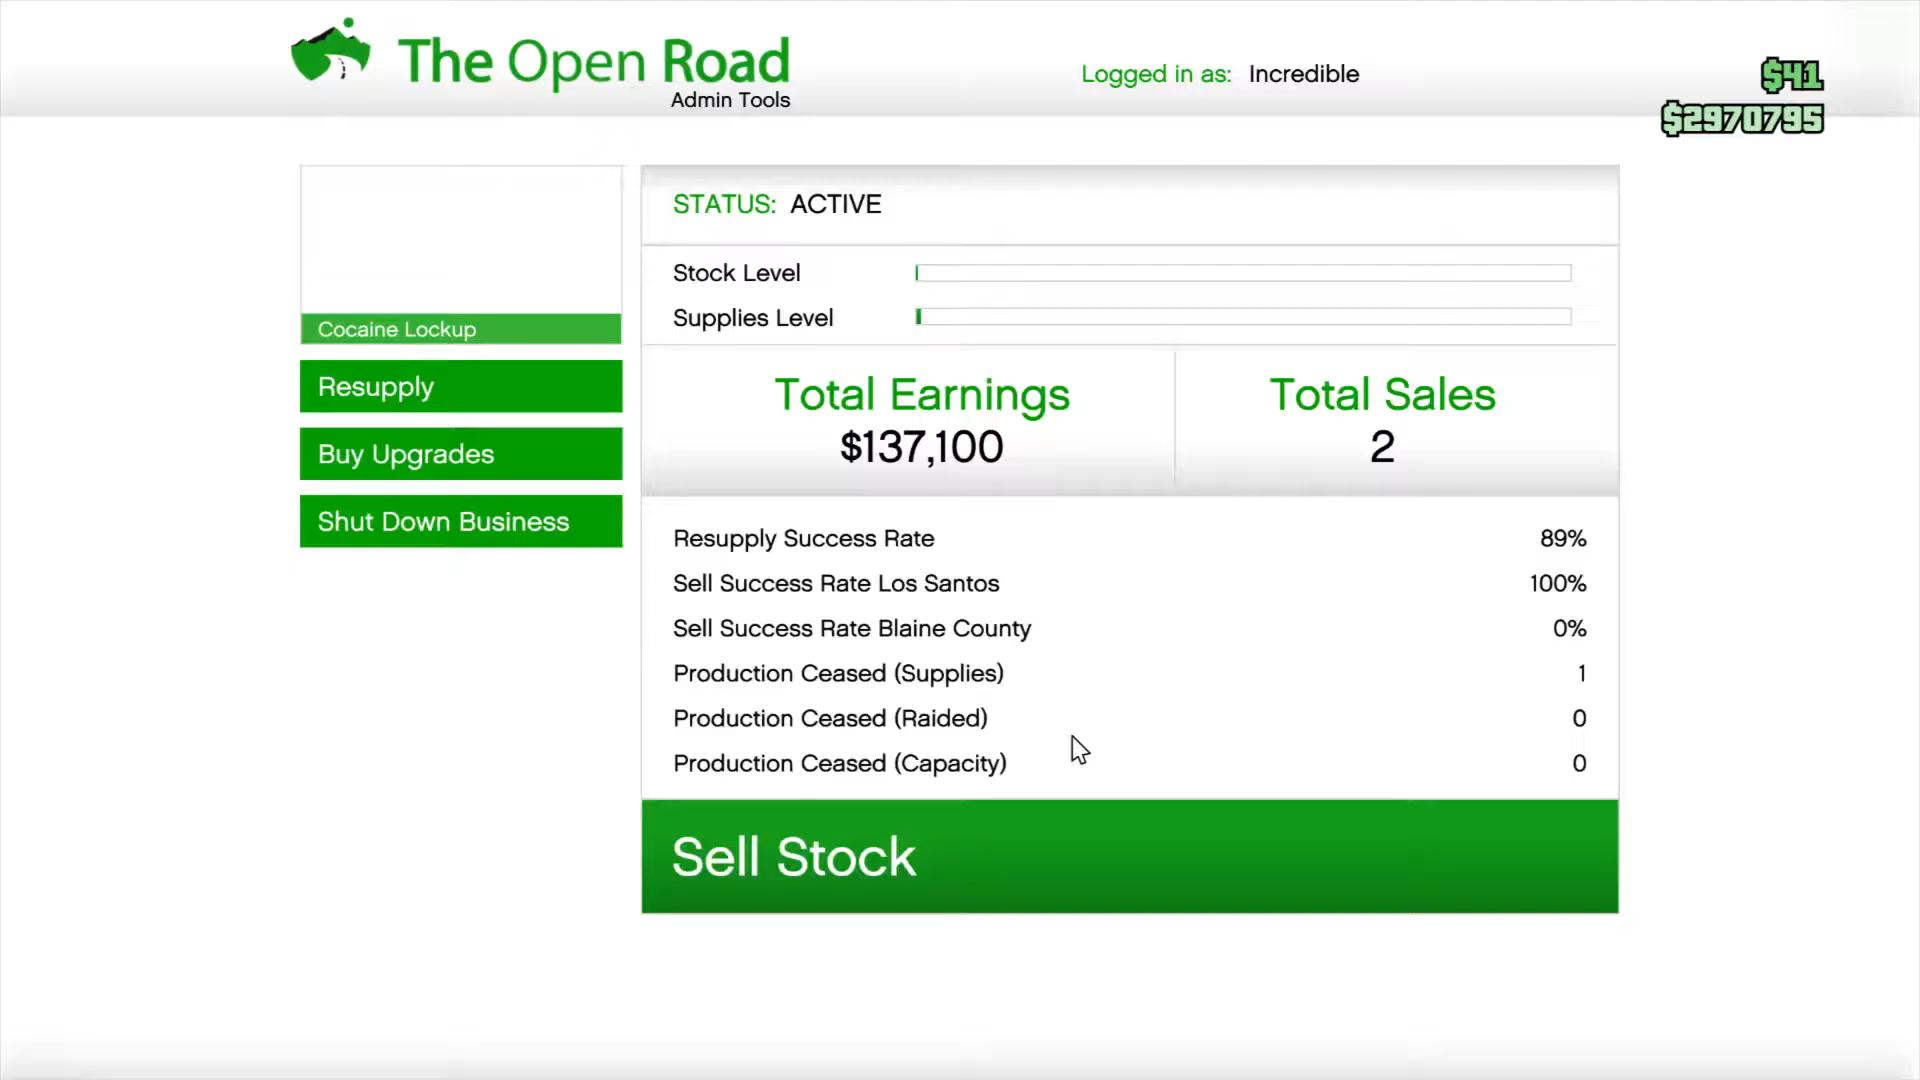 The Open Road
Admin Tools
Logged in as: Incredible
$41
$2970795
Cocaine Lockup
Resupply
Buy Upgrades
Shut Down Business
STATUS: ACTIVE
Stock Level
Supplies Level
Total Earnings
$137,100
Total Sales
2
Resupply Success Rate 89%
Sell Success Rate Los Santos 100%
Sell Success Rate Blaine County 0%
Production Ceased (Supplies) 1
Production Ceased (Raided) 0
Production Ceased (Capacity) 0
Sell Stock